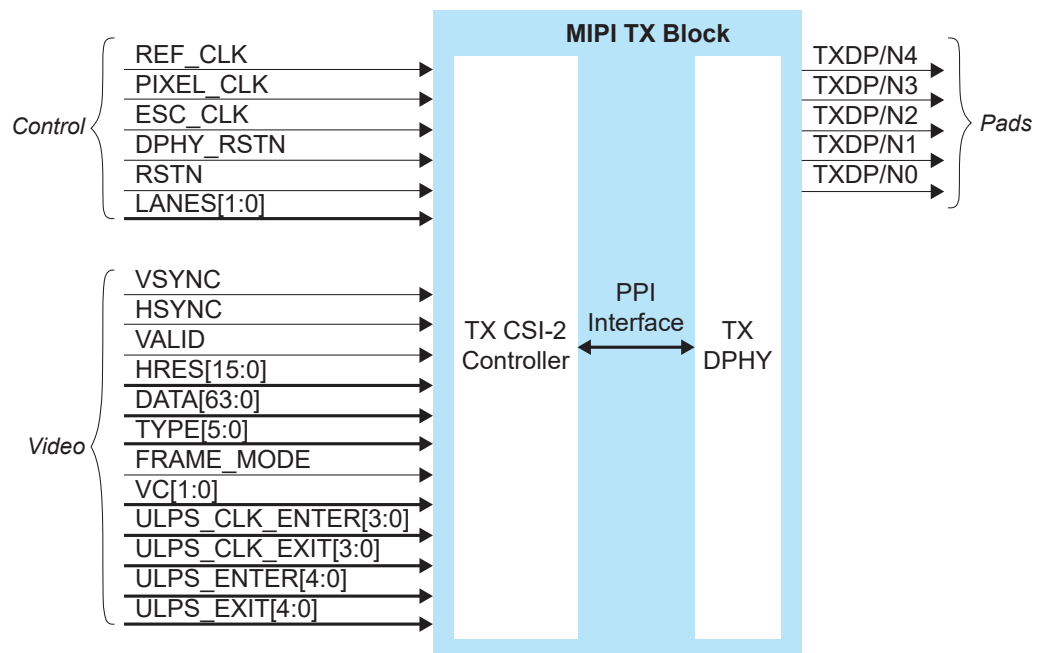 MIPI TX Block
Control
REF_CLK
PIXEL_CLK
ESC_CLK
DPHY_RSTN
RSTN
LANES[1:0]
Video
VSYNC
HSYNC
VALID
HRES[15:0]
DATA[63:0]
TYPE[5:0]
FRAME_MODE
VC[1:0]
ULPS_CLK_ENTER[3:0]
ULPS_CLK_EXIT[3:0]
ULPS_ENTER[4:0]
ULPS_EXIT[4:0]
TX CSI-2
Controller
PPI
Interface
TX
DPHY
TXDP/N4
TXDP/N3
TXDP/N2
TXDP/N1
TXDP/N0
Pads